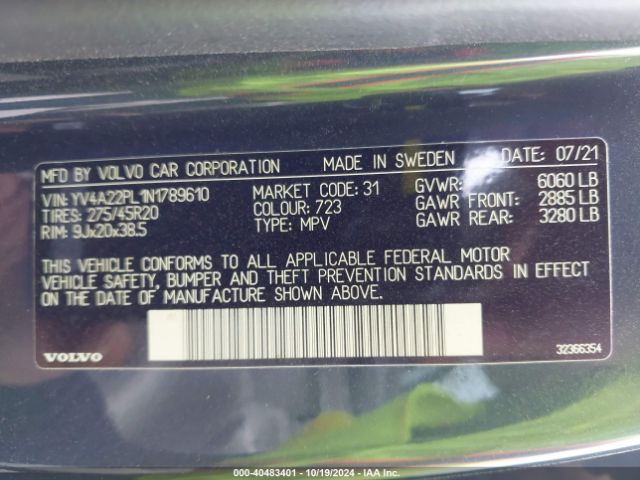 MFD BY VOLVO CAR CORPORATION MADE IN SWEDEN DATE: 07/21
VIN: YV4A22PL1N1789610 MARKET CODE: 31 GVWR: 6060 LB
TIRES: 275/45R20 COLOUR: 723 GAWR FRONT: 2885 LB
RIM: 9Jx20x38.5 TYPE: MPV GAWR REAR: 3280 LB
THIS VEHICLE CONFORMS TO ALL APPLICABLE FEDERAL MOTOR
VEHICLE SAFETY, BUMPER AND THEFT PREVENTION STANDARDS IN EFFECT
ON THE DATE OF MANUFACTURE SHOWN ABOVE.
VOLVO 32366354
000-40483401 - 10/19/2024 - IAA Inc.